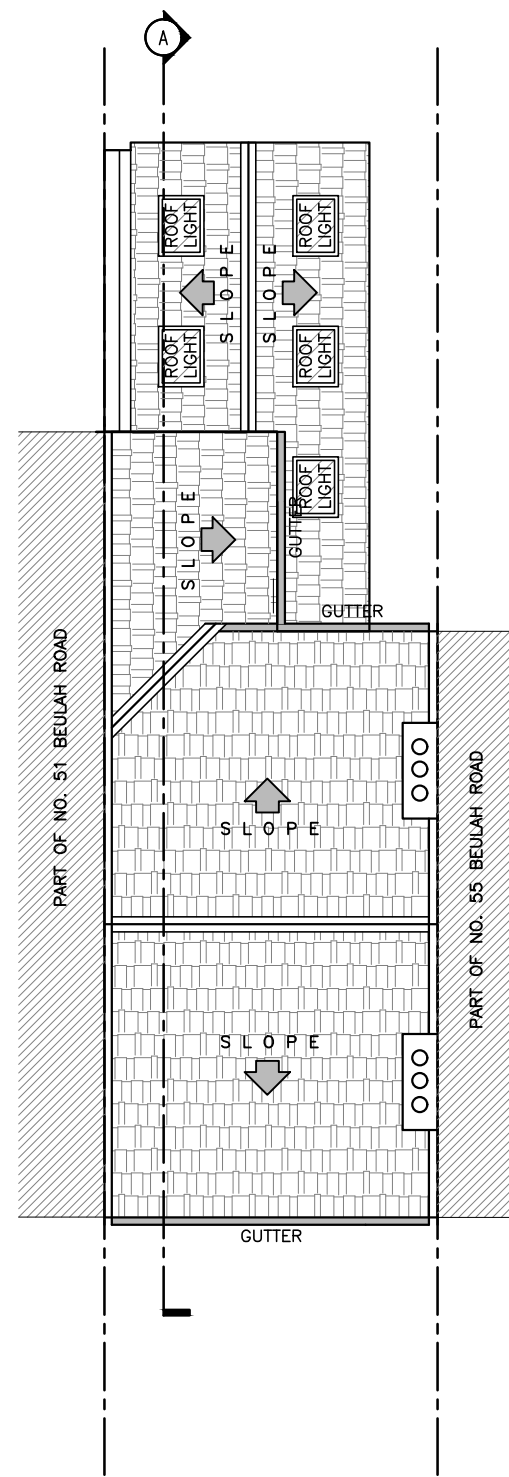 A
ROOF
LIGHT
ROOF
LIGHT
SLOPE
SLOPE
ROOF
LIGHT
ROOF
LIGHT
ROOF
LIGHT
GUTTER
SLOPE
GUTTER
PART OF NO. 51 BEULAH ROAD
SLOPE
PART OF NO. 55 BEULAH ROAD
SLOPE
GUTTER